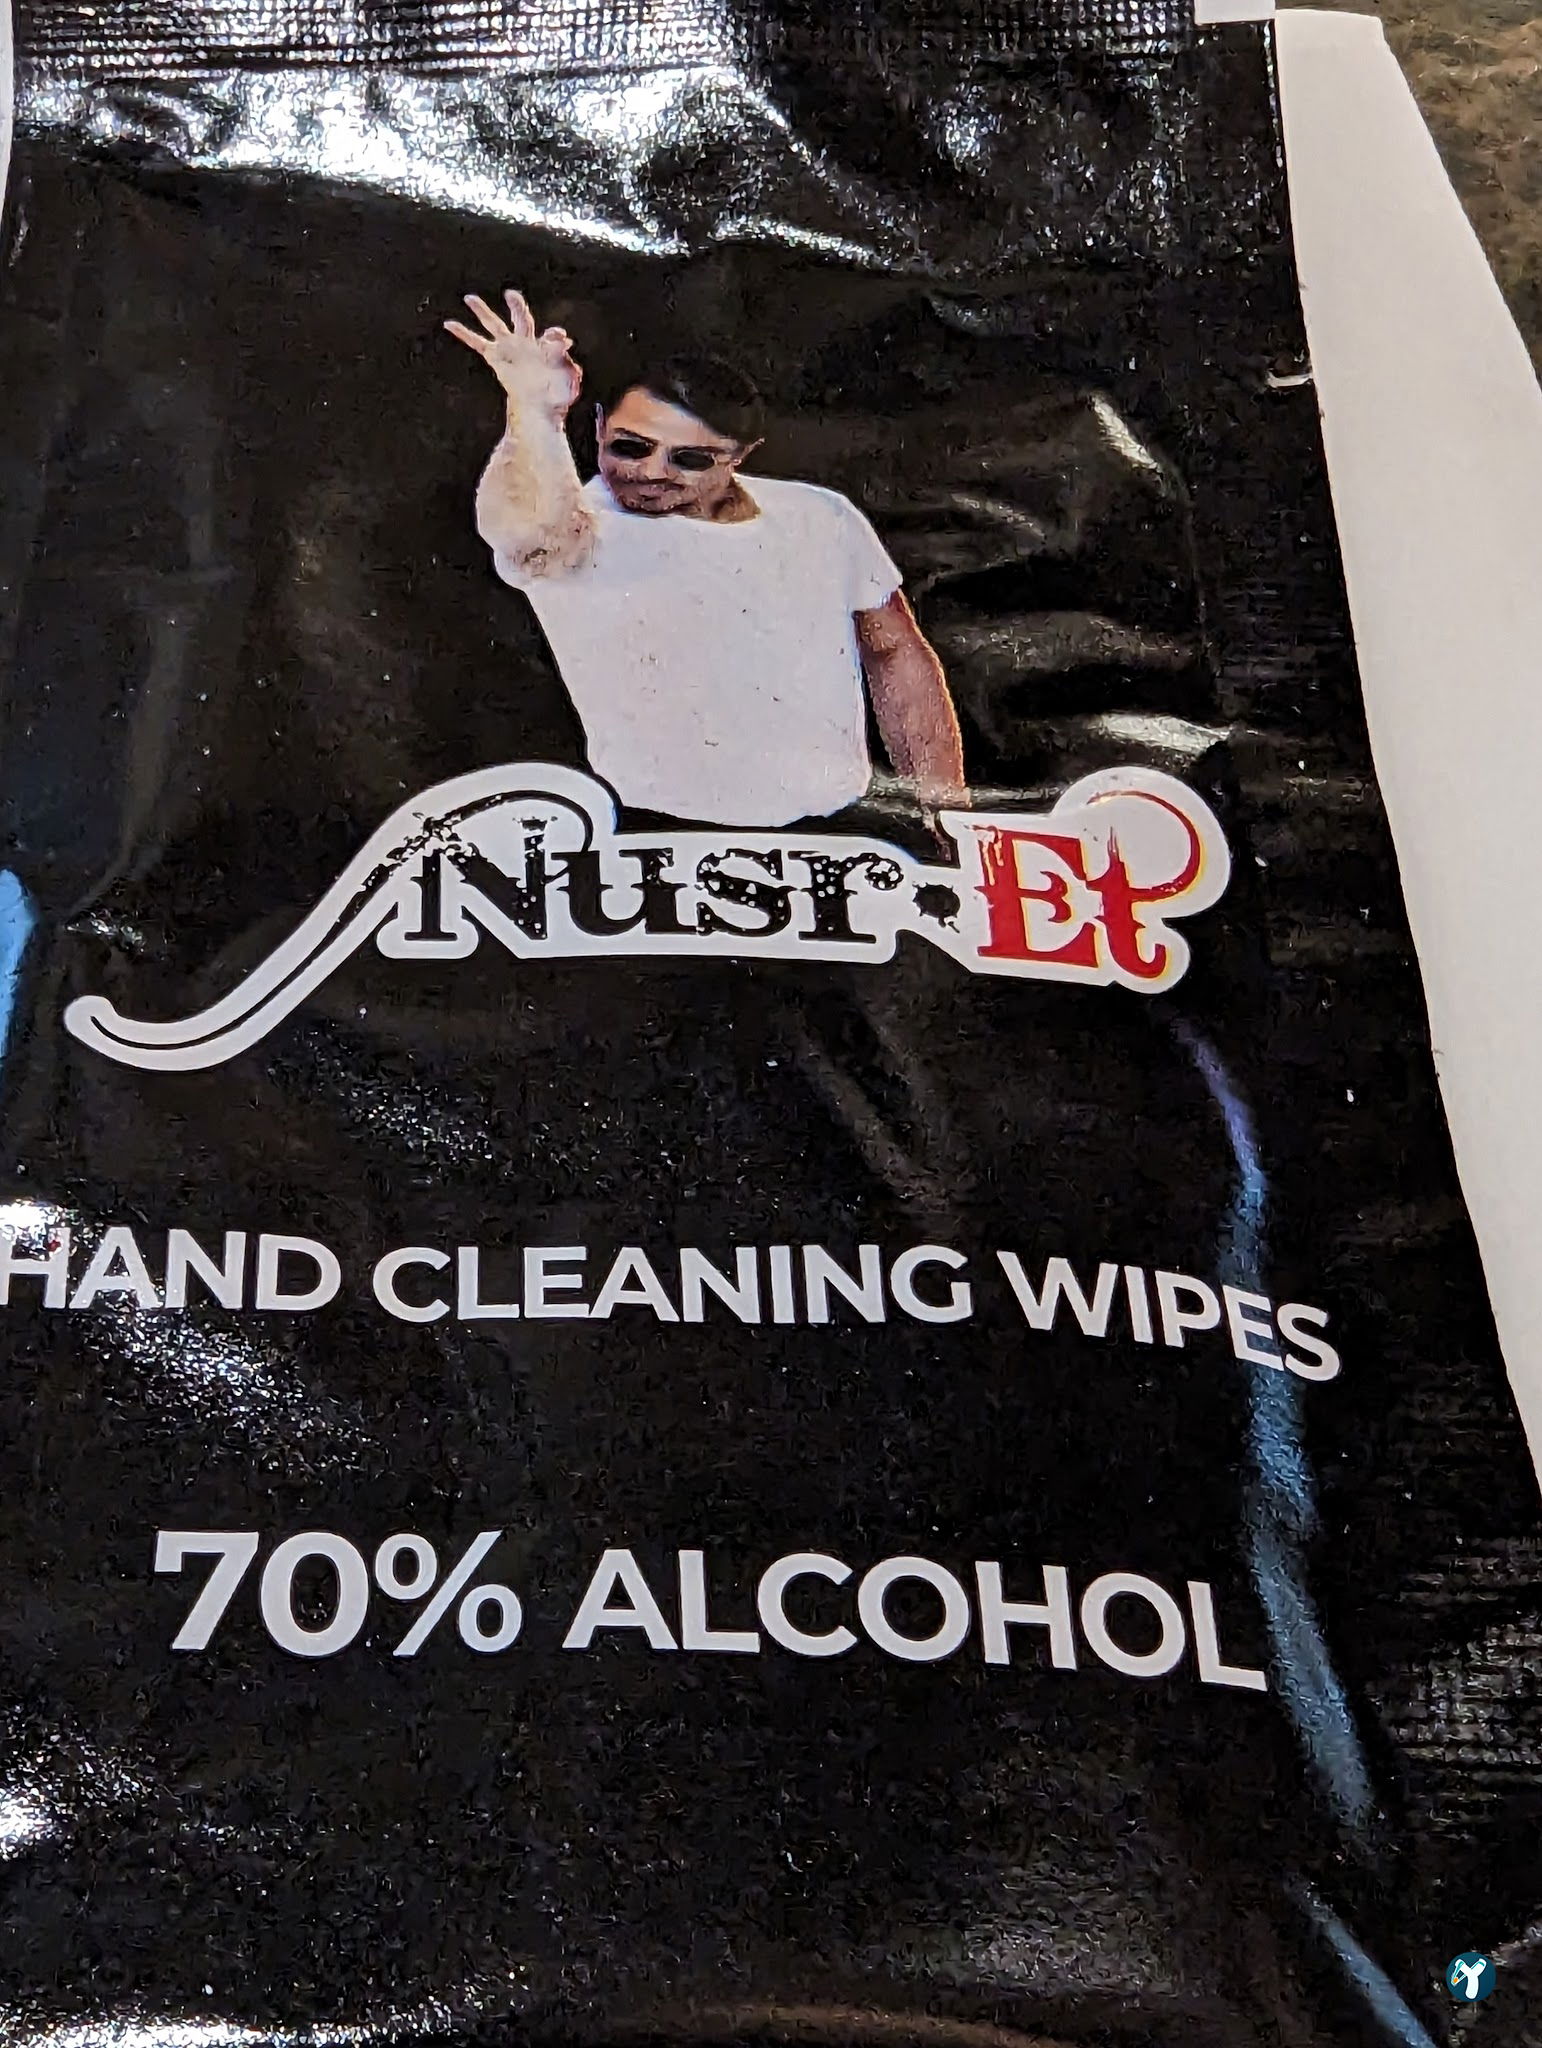 Nusr·Et
HAND CLEANING WIPES
70% ALCOHOL